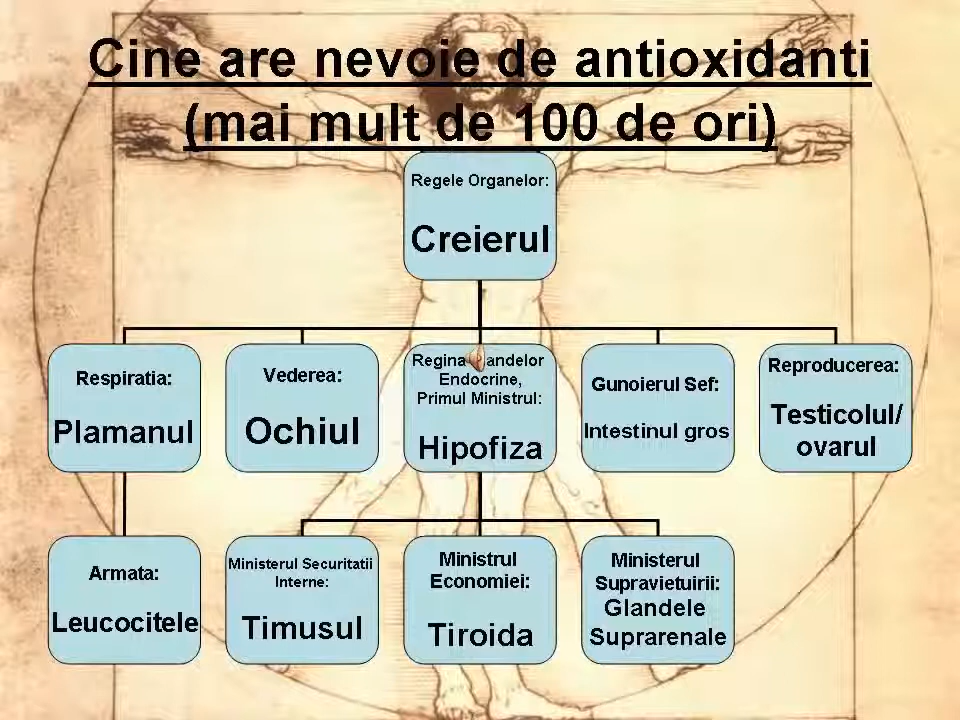 Cine are nevoie de antioxidanti
(mai mult de 100 de ori)
Regele Organelor:
Creierul
Respiratia:
Plamanul
Vederea:
Ochiul
Regina andelor
Endocrine,
Primul Ministrul:
Hipofiza
Gunoierul Sef:
Intestinul gros
Reproducerea:
Testicolul/
ovarul
Armata:
Leucocitele
Ministerul Securitatii
Interne:
Timusul
Ministrul
Economiei:
Tiroida
Ministerul
Supravietuirii:
Glandele
Suprarenale